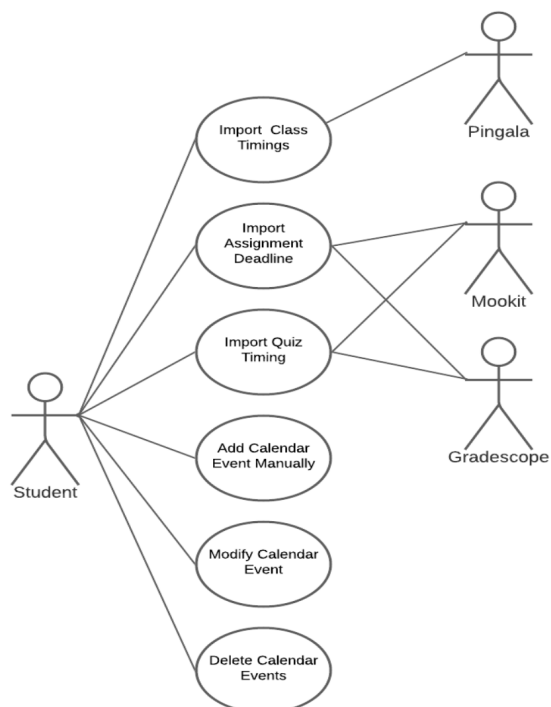 Pingala
Import Class
Timings
Import
Assignment
Deadline
Mookit
Import Quiz
Timing
Gradescope
Student
Add Calendar
Event Manually
Modify Calendar
Event
Delete Calendar
Events